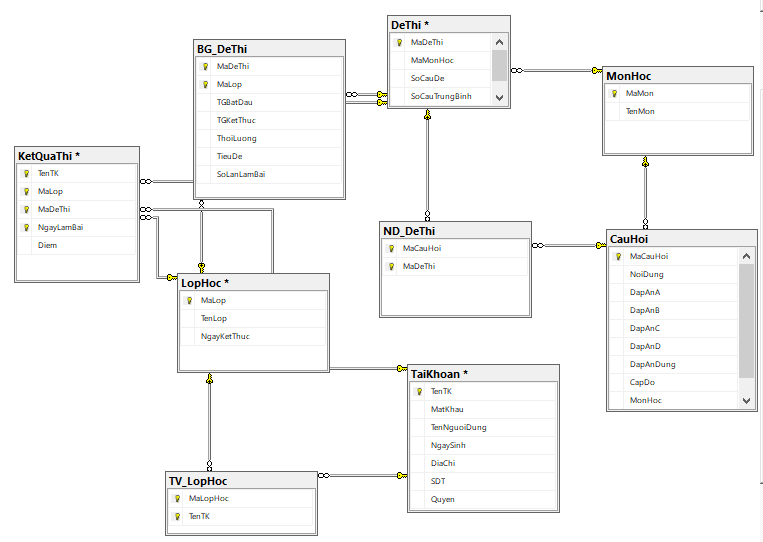 DeThi *
MaDeThi
MaMonHoc
SoCauDe
SoCauTrungBinh
BG_DeThi
MaDeThi
MaLop
TGBatDau
TGKetThuc
ThoiLuong
TieuDe
SoLanLamBai
MonHoc
MaMon
TenMon
KetQuaThi *
TenTK
MaLop
MaDeThi
NgayLamBai
Diem
ND_DeThi
MaCauHoi
MaDeThi
CauHoi
MaCauHoi
NoiDung
DapAnA
DapAnB
DapAnC
DapAnD
DapAnDung
CapDo
MonHoc
LopHoc *
MaLop
TenLop
NgayKetThuc
TaiKhoan *
TenTK
MatKhau
TenNguoiDung
NgaySinh
DiaChi
SDT
Quyen
TV_LopHoc
MaLopHoc
TenTK